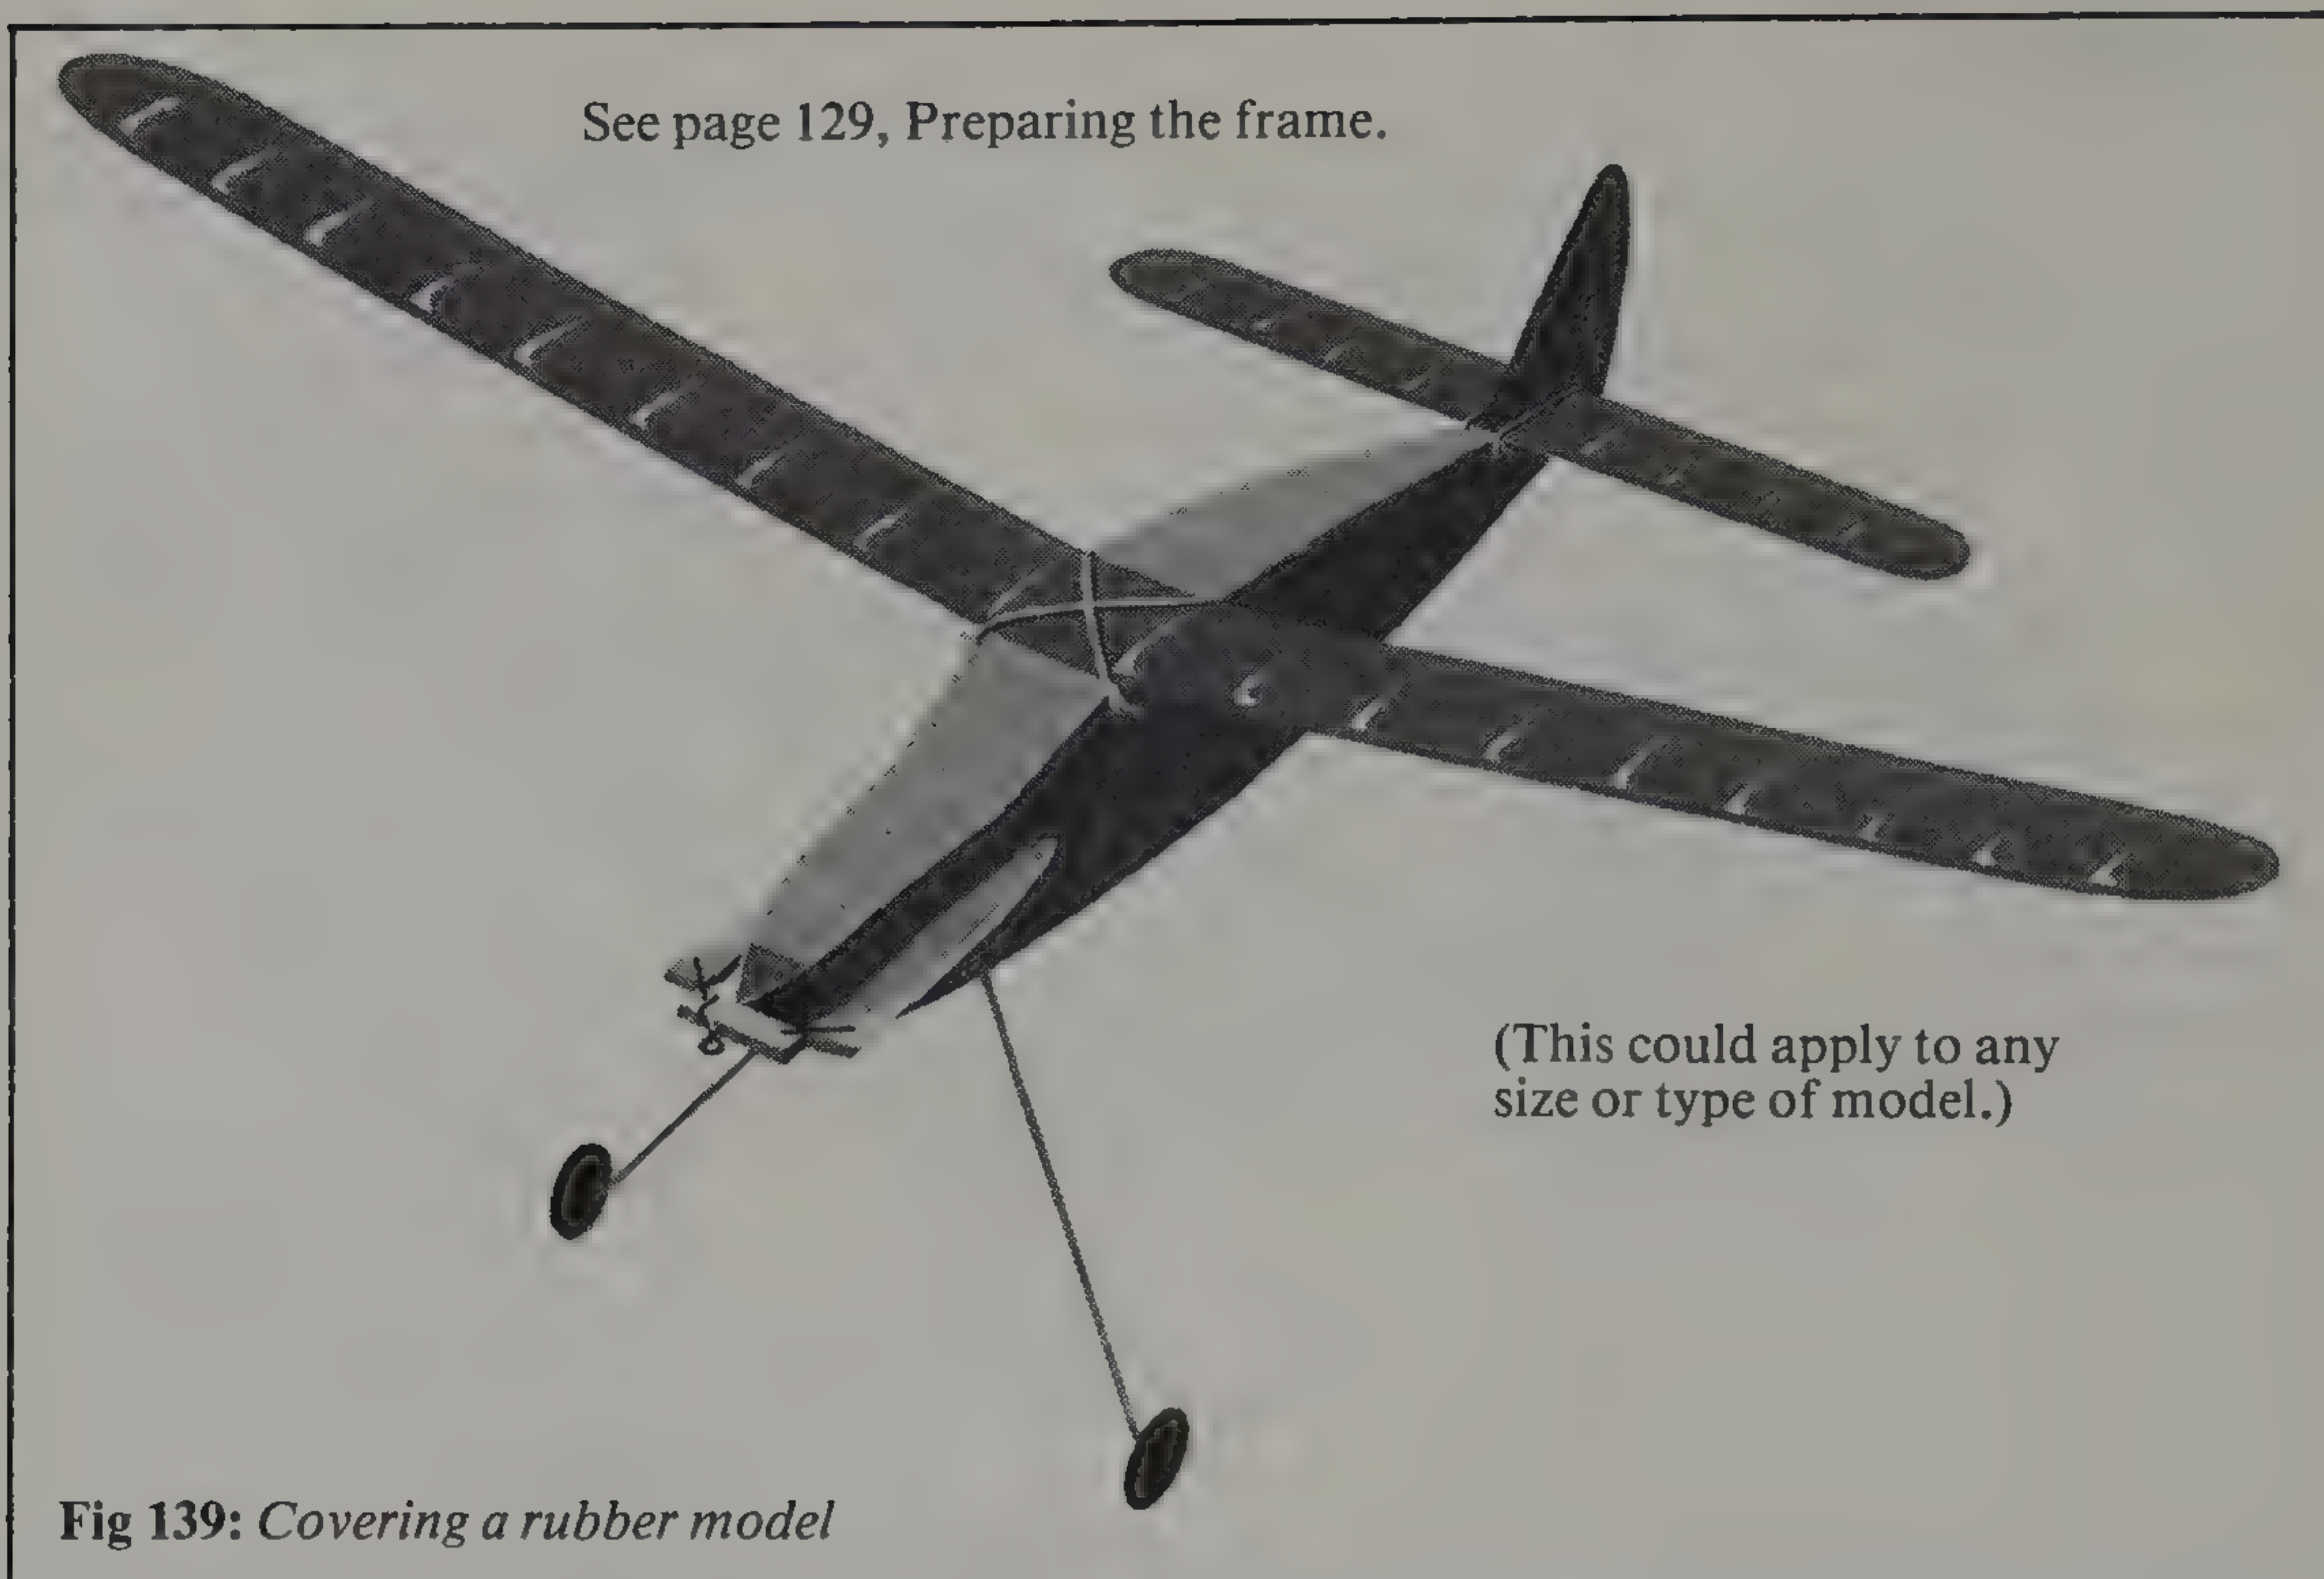 See page 129, Preparing the frame.
(This could apply to any
size or type of model.)
Fig 139: Covering a rubber model